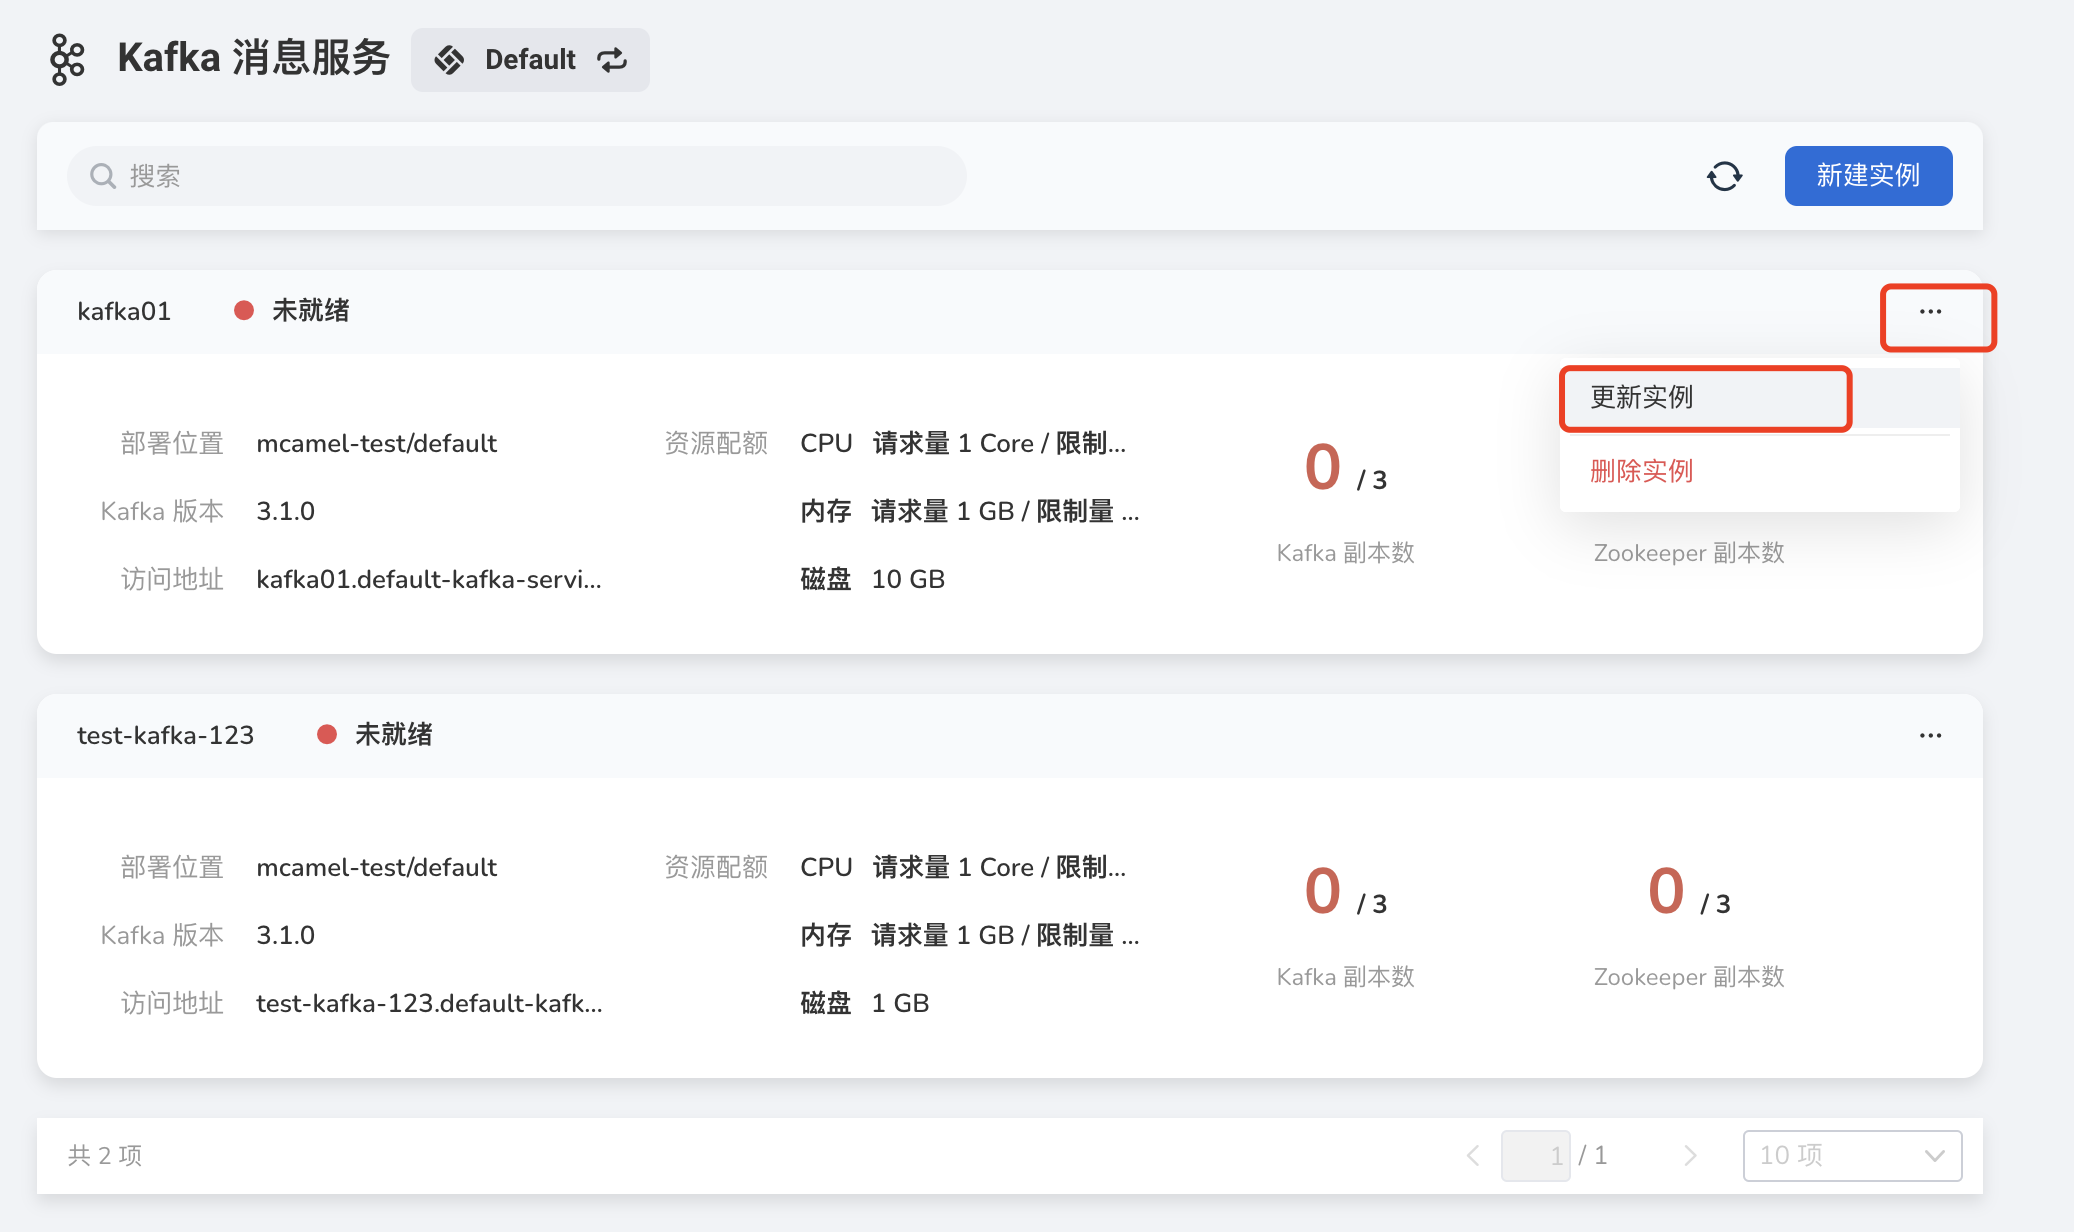 Kafka 消息服务
Default
搜索
新建实例
kafka01
未就绪
...
更新实例
删除实例
部署位置 mcamel-test/default
资源配额 CPU 请求量 1 Core / 限制...
Kafka 版本 3.1.0
内存 请求量 1 GB / 限制量 ...
访问地址 kafka01.default-kafka-servi...
磁盘 10 GB
0 / 3
Kafka 副本数
Zookeeper 副本数
test-kafka-123
未就绪
...
部署位置 mcamel-test/default
资源配额 CPU 请求量 1 Core / 限制...
Kafka 版本 3.1.0
内存 请求量 1 GB / 限制量 ...
访问地址 test-kafka-123.default-kafk...
磁盘 1 GB
0 / 3
Kafka 副本数
0 / 3
Zookeeper 副本数
共 2 项
1 / 1
10 项